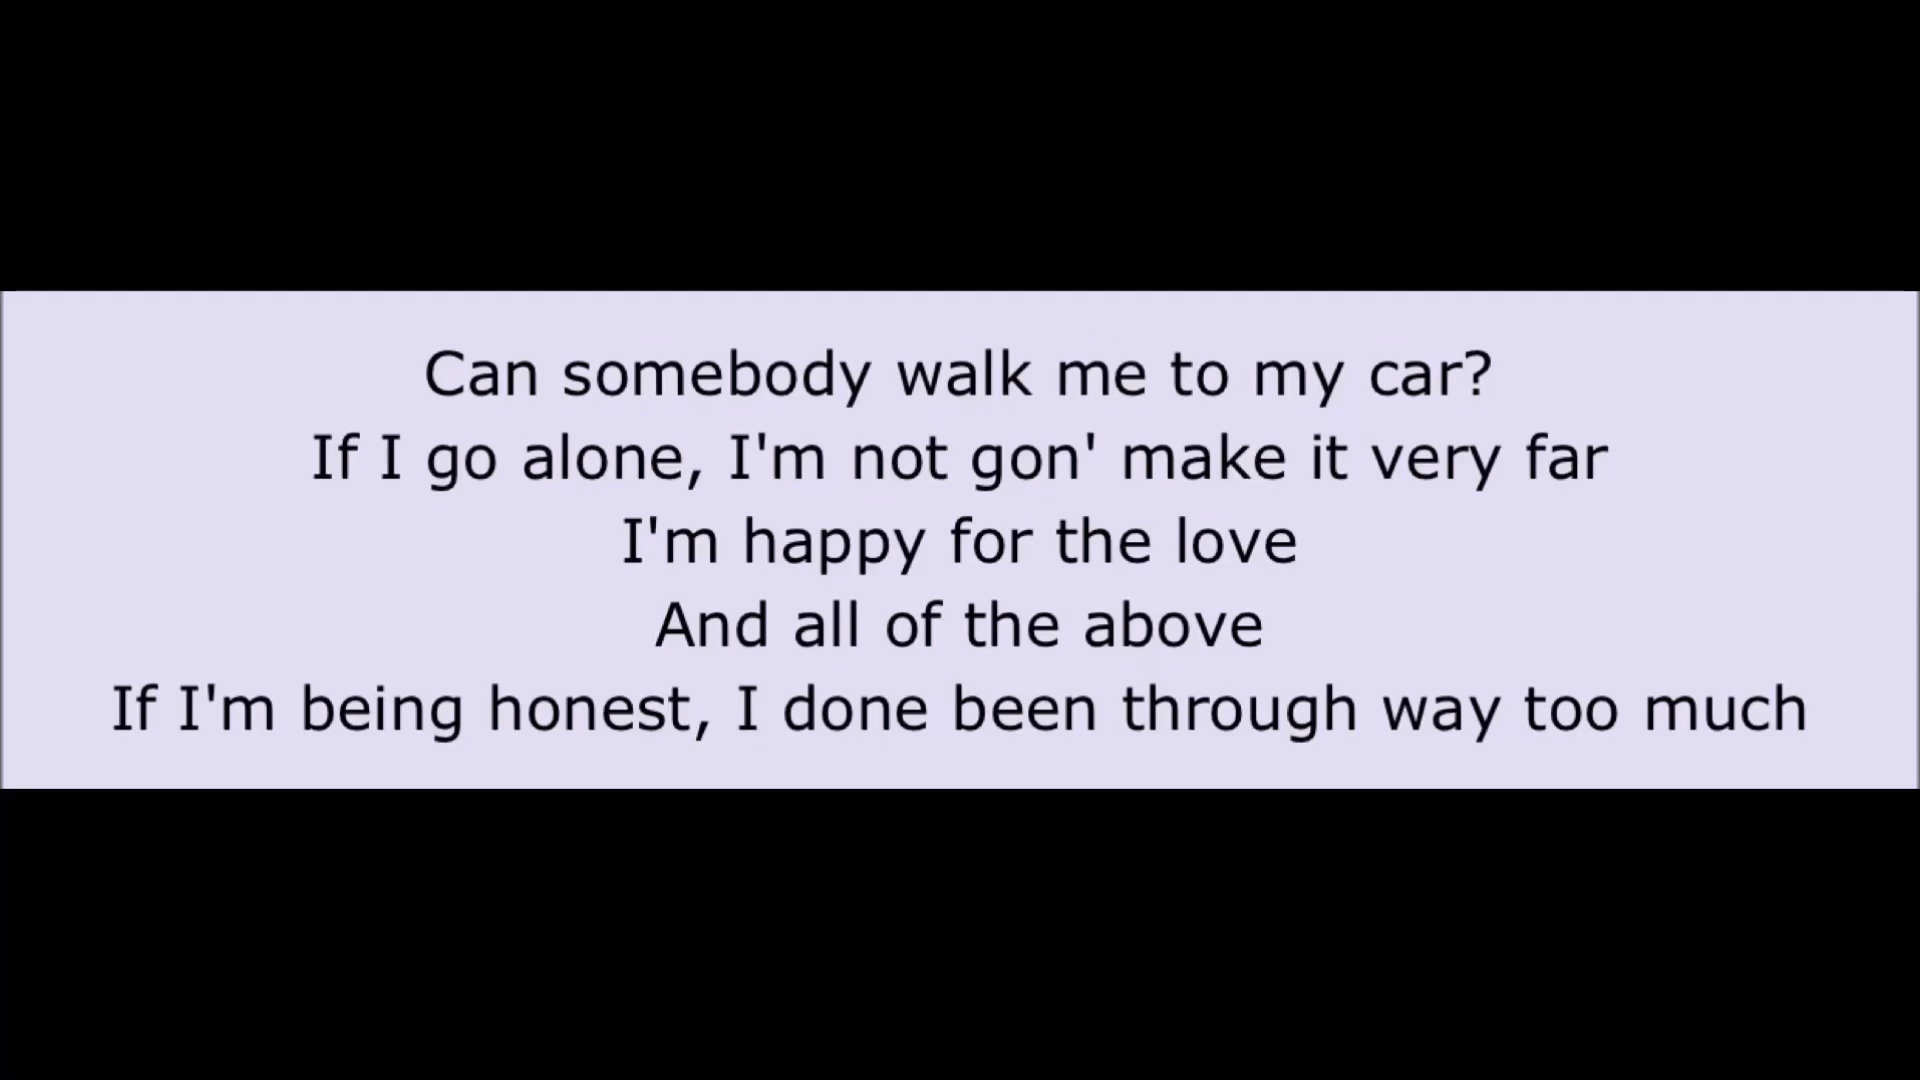 Can somebody walk me to my car?
If I go alone, I'm not gon' make it very far
I'm happy for the love
And all of the above
If I'm being honest, I done been through way too much